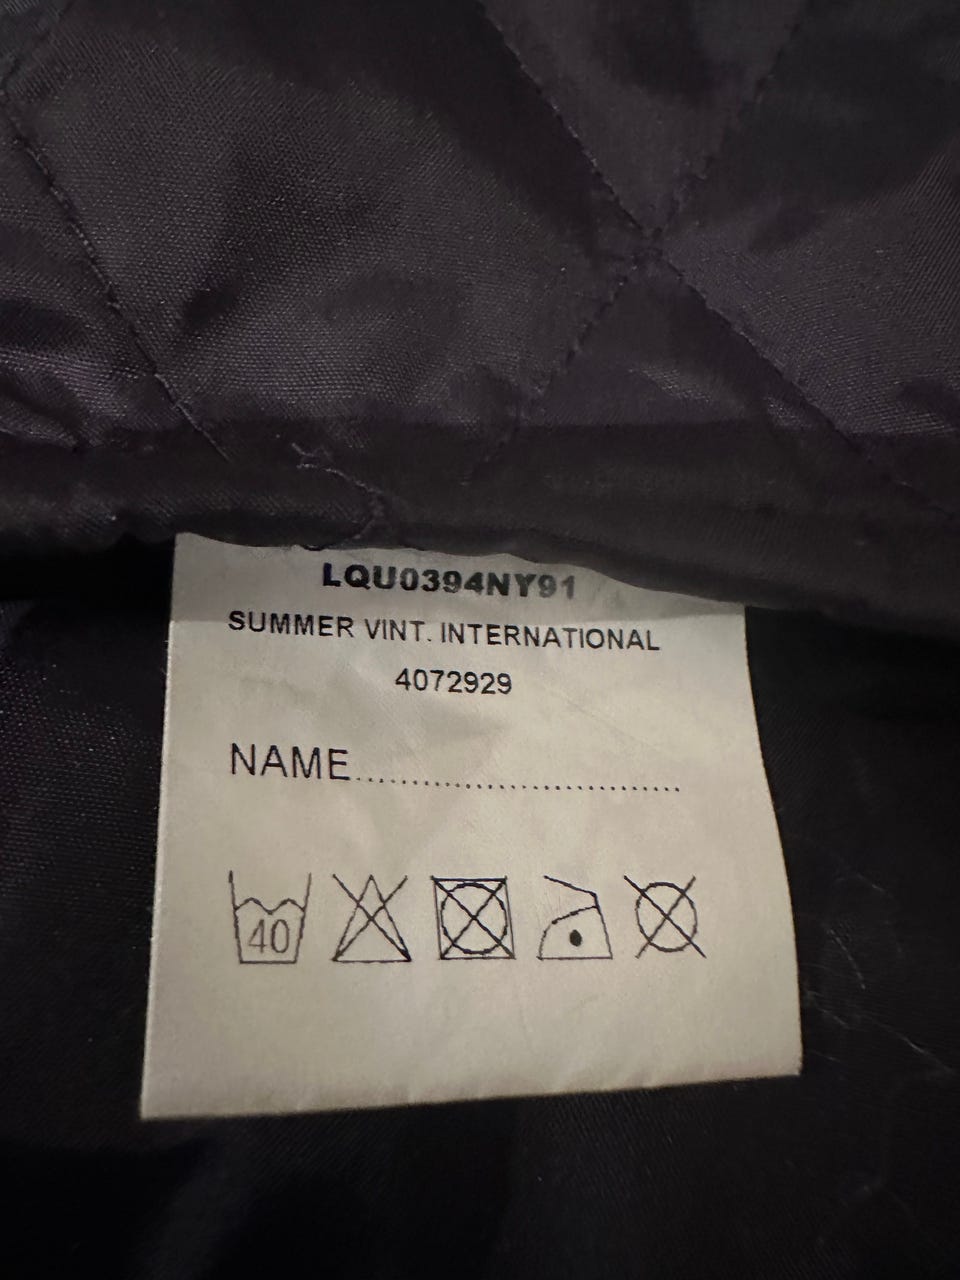 LQU0394NY91
SUMMER VINT. INTERNATIONAL
4072929
NAME..............................
40